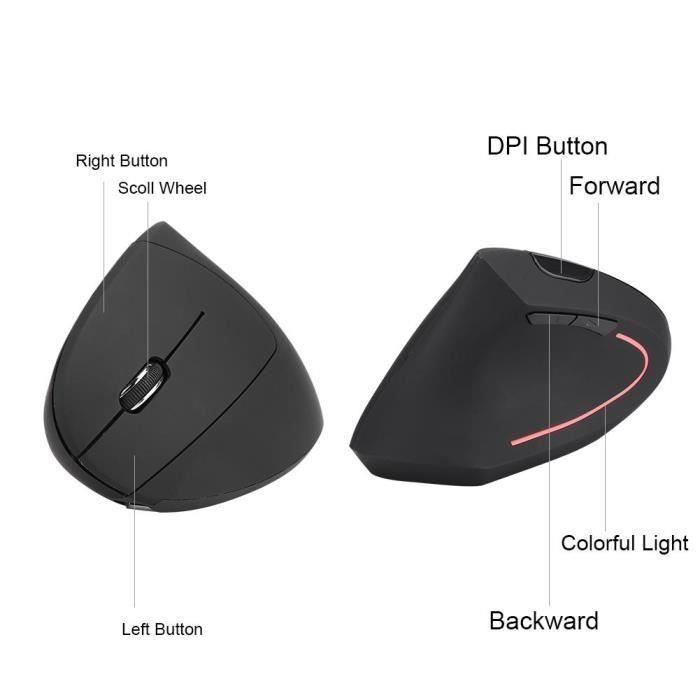 Right Button
Scoll Wheel
Left Button
DPI Button
Forward
Colorful Light
Backward